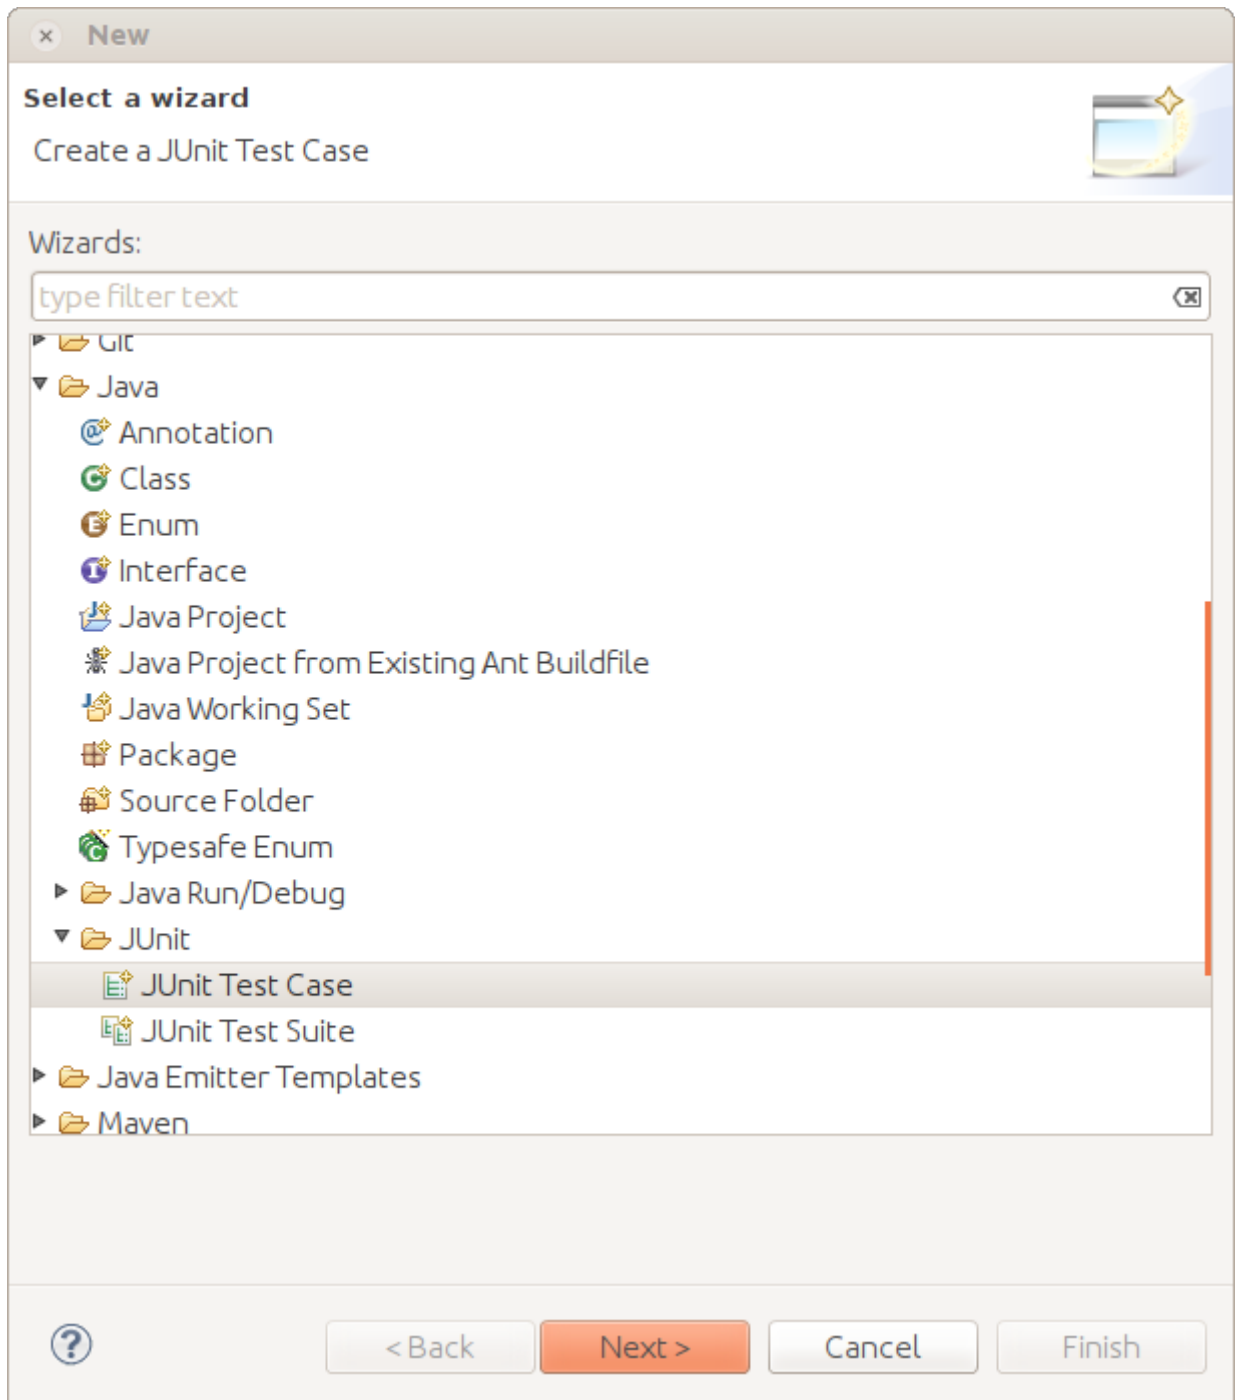 New
Select a wizard
Create a JUnit Test Case
Wizards:
type filter text
Git
Java
Annotation
Class
Enum
Interface
Java Project
Java Project from Existing Ant Buildfile
Java Working Set
Package
Source Folder
Typesafe Enum
Java Run/Debug
JUnit
JUnit Test Case
JUnit Test Suite
Java Emitter Templates
Maven
< Back Next > Cancel Finish